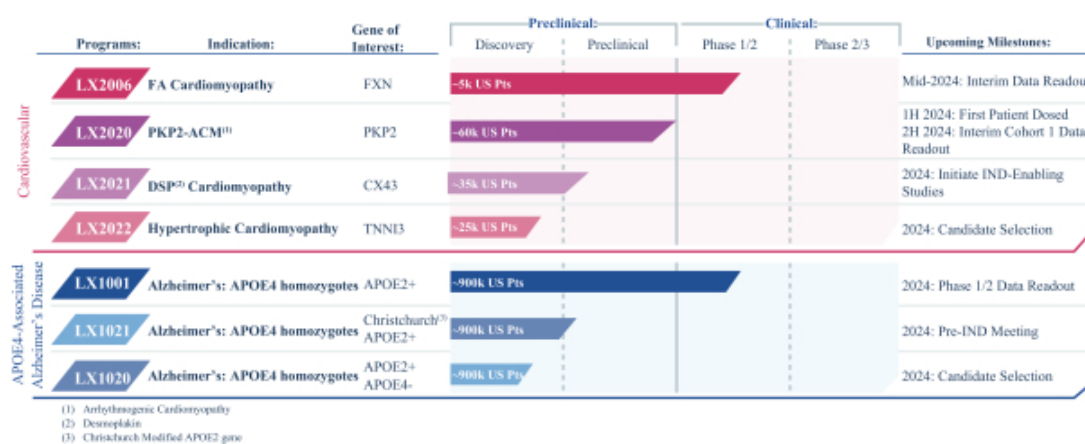 Preclinical: Clinical:
Programs: Indication: Gene of Interest: Discovery Preclinical Phase 1/2 Phase 2/3 Upcoming Milestones:
Cardiovascular
LX2006 FA Cardiomyopathy FXN ~5k US Pts Mid-2024: Interim Data Readout
LX2020 PKP2-ACM(1) PKP2 ~60k US Pts 1H 2024: First Patient Dosed
2H 2024: Interim Cohort 1 Data
Readout
LX2021 DSP(2) Cardiomyopathy CX43 ~35k US Pts 2024: Initiate IND-Enabling
Studies
LX2022 Hypertrophic Cardiomyopathy TNNI3 ~25k US Pts 2024: Candidate Selection
APOE4-Associated
Alzheimer's Disease
LX1001 Alzheimer's: APOE4 homozygotes APOE2+ ~900k US Pts 2024: Phase 1/2 Data Readout
LX1021 Alzheimer's: APOE4 homozygotes Christchurch(3) APOE2+ ~900k US Pts 2024: Pre-IND Meeting
LX1020 Alzheimer's: APOE4 homozygotes APOE2+ APOE4- ~900k US Pts 2024: Candidate Selection
(1) Arrhythmogenic Cardiomyopathy
(2) Desmoplakin
(3) Christchurch Modified APOE2 gene